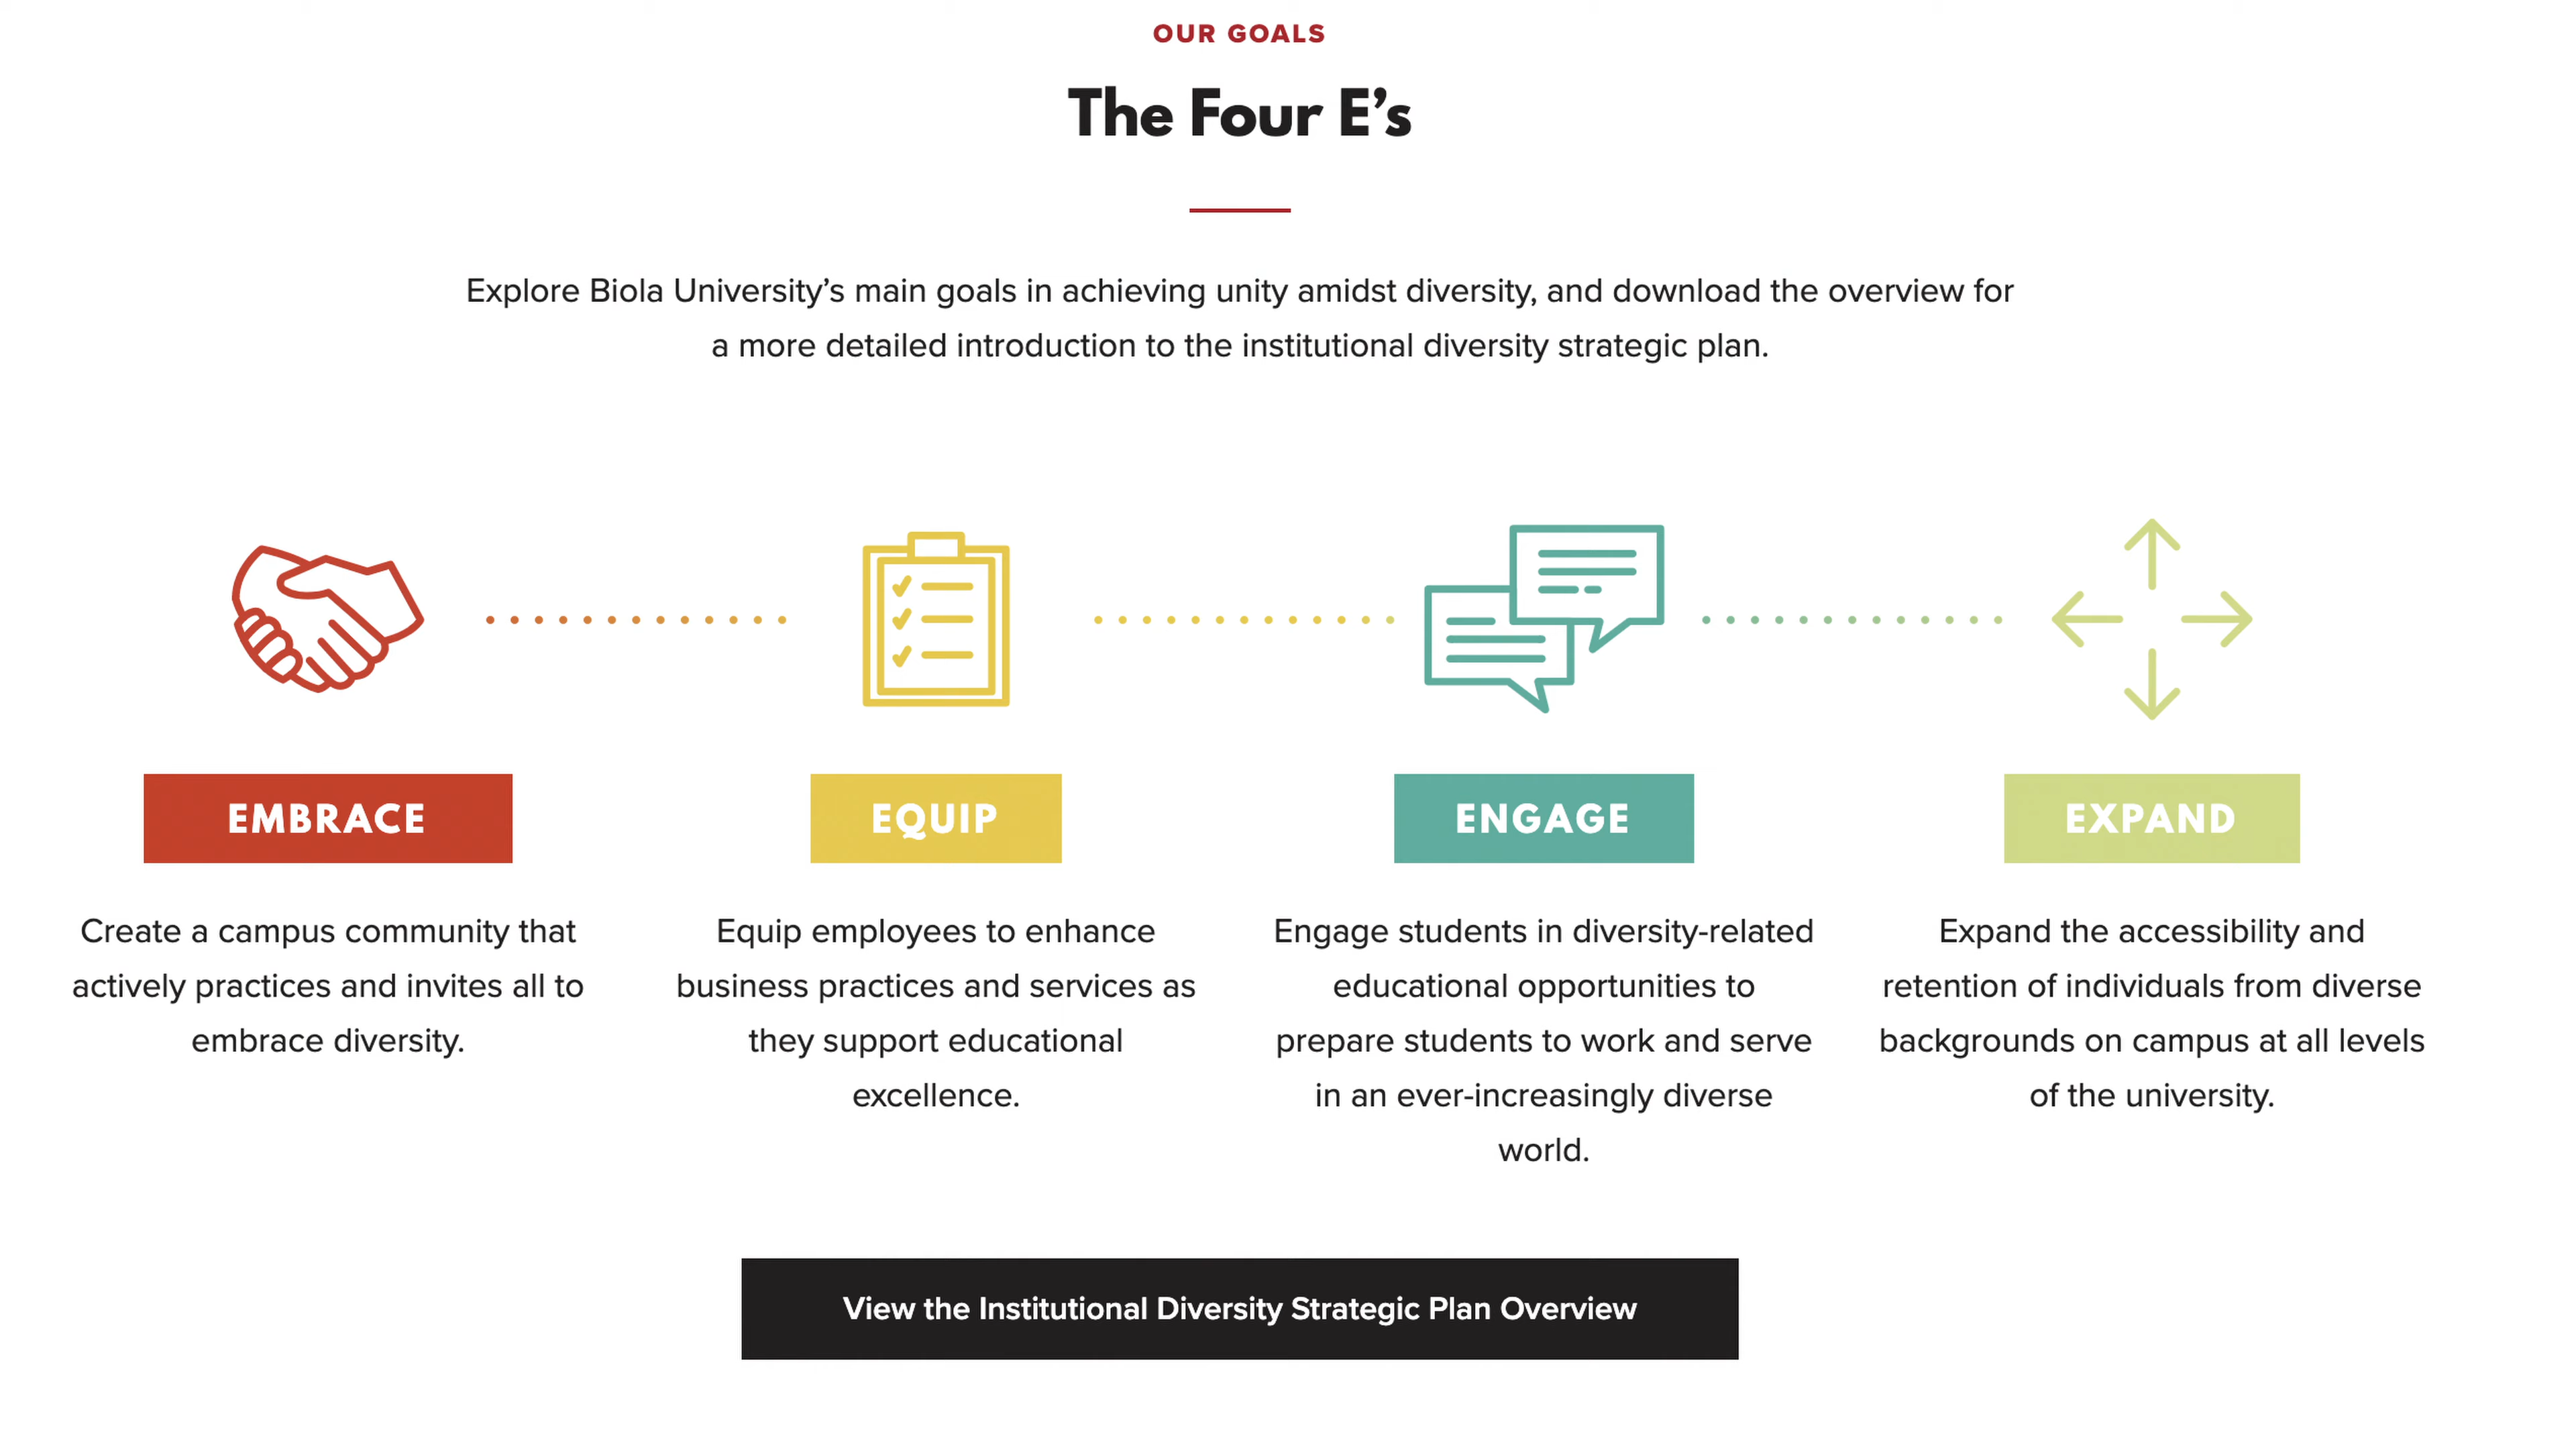 OUR GOALS
The Four E’s
Explore Biola University’s main goals in achieving unity amidst diversity, and download the overview for
a more detailed introduction to the institutional diversity strategic plan.
EMBRACE
Create a campus community that
actively practices and invites all to
embrace diversity.
EQUIP
Equip employees to enhance
business practices and services as
they support educational
excellence.
ENGAGE
Engage students in diversity-related
educational opportunities to
prepare students to work and serve
in an ever-increasingly diverse
world.
EXPAND
Expand the accessibility and
retention of individuals from diverse
backgrounds on campus at all levels
of the university.
View the Institutional Diversity Strategic Plan Overview